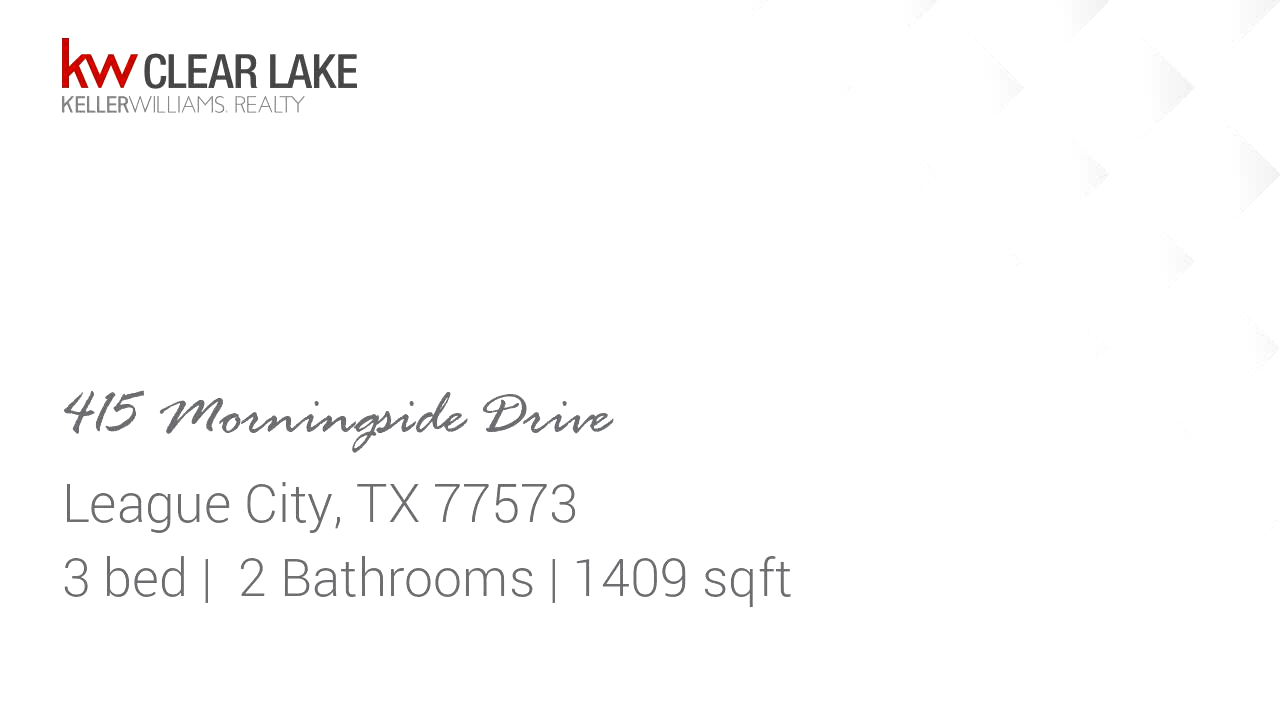 kw CLEAR LAKE
KELLERWILLIAMS. REALTY
415 Morningside Drive
League City, TX 77573
3 bed | 2 Bathrooms | 1409 sqft